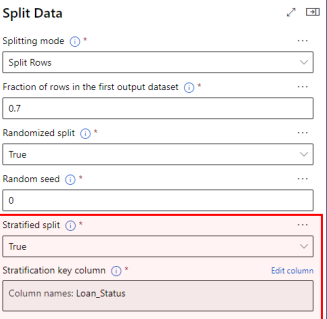 Split Data
Splitting mode *
Split Rows
Fraction of rows in the first output dataset *
0.7
Randomized split *
True
Random seed *
0
Stratified split *
True
Stratification key column * Edit column
Column names: Loan_Status